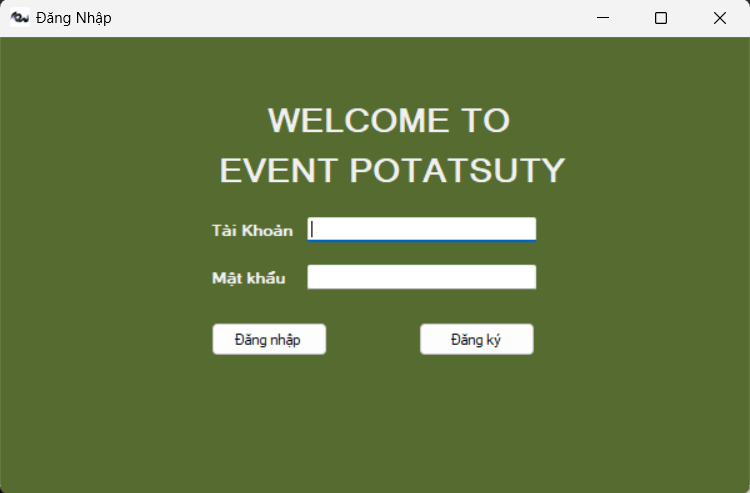 Đăng Nhập
WELCOME TO
EVENT POTATSUTY
Tài Khoản
Mật khẩu
Đăng nhập
Đăng ký